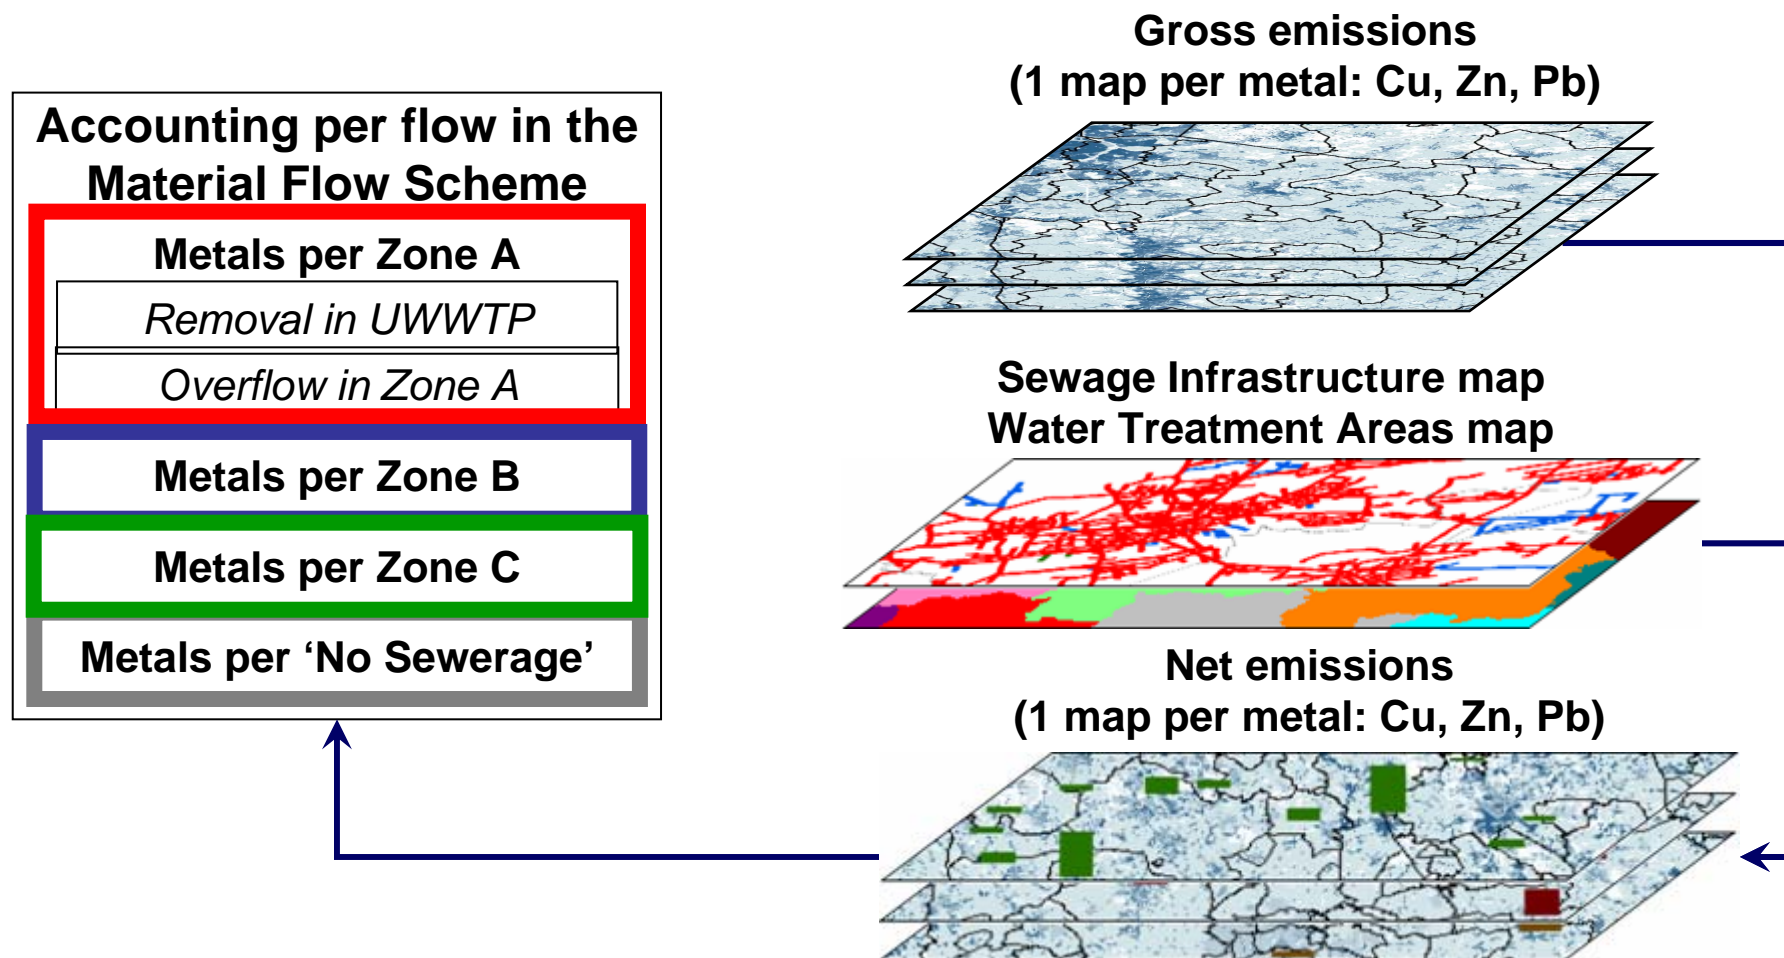 Accounting per flow in the
Material Flow Scheme
Metals per Zone A
Removal in UWWTP
Overflow in Zone A
Metals per Zone B
Metals per Zone C
Metals per ‘No Sewerage’
Gross emissions
(1 map per metal: Cu, Zn, Pb)
Sewage Infrastructure map
Water Treatment Areas map
Net emissions
(1 map per metal: Cu, Zn, Pb)